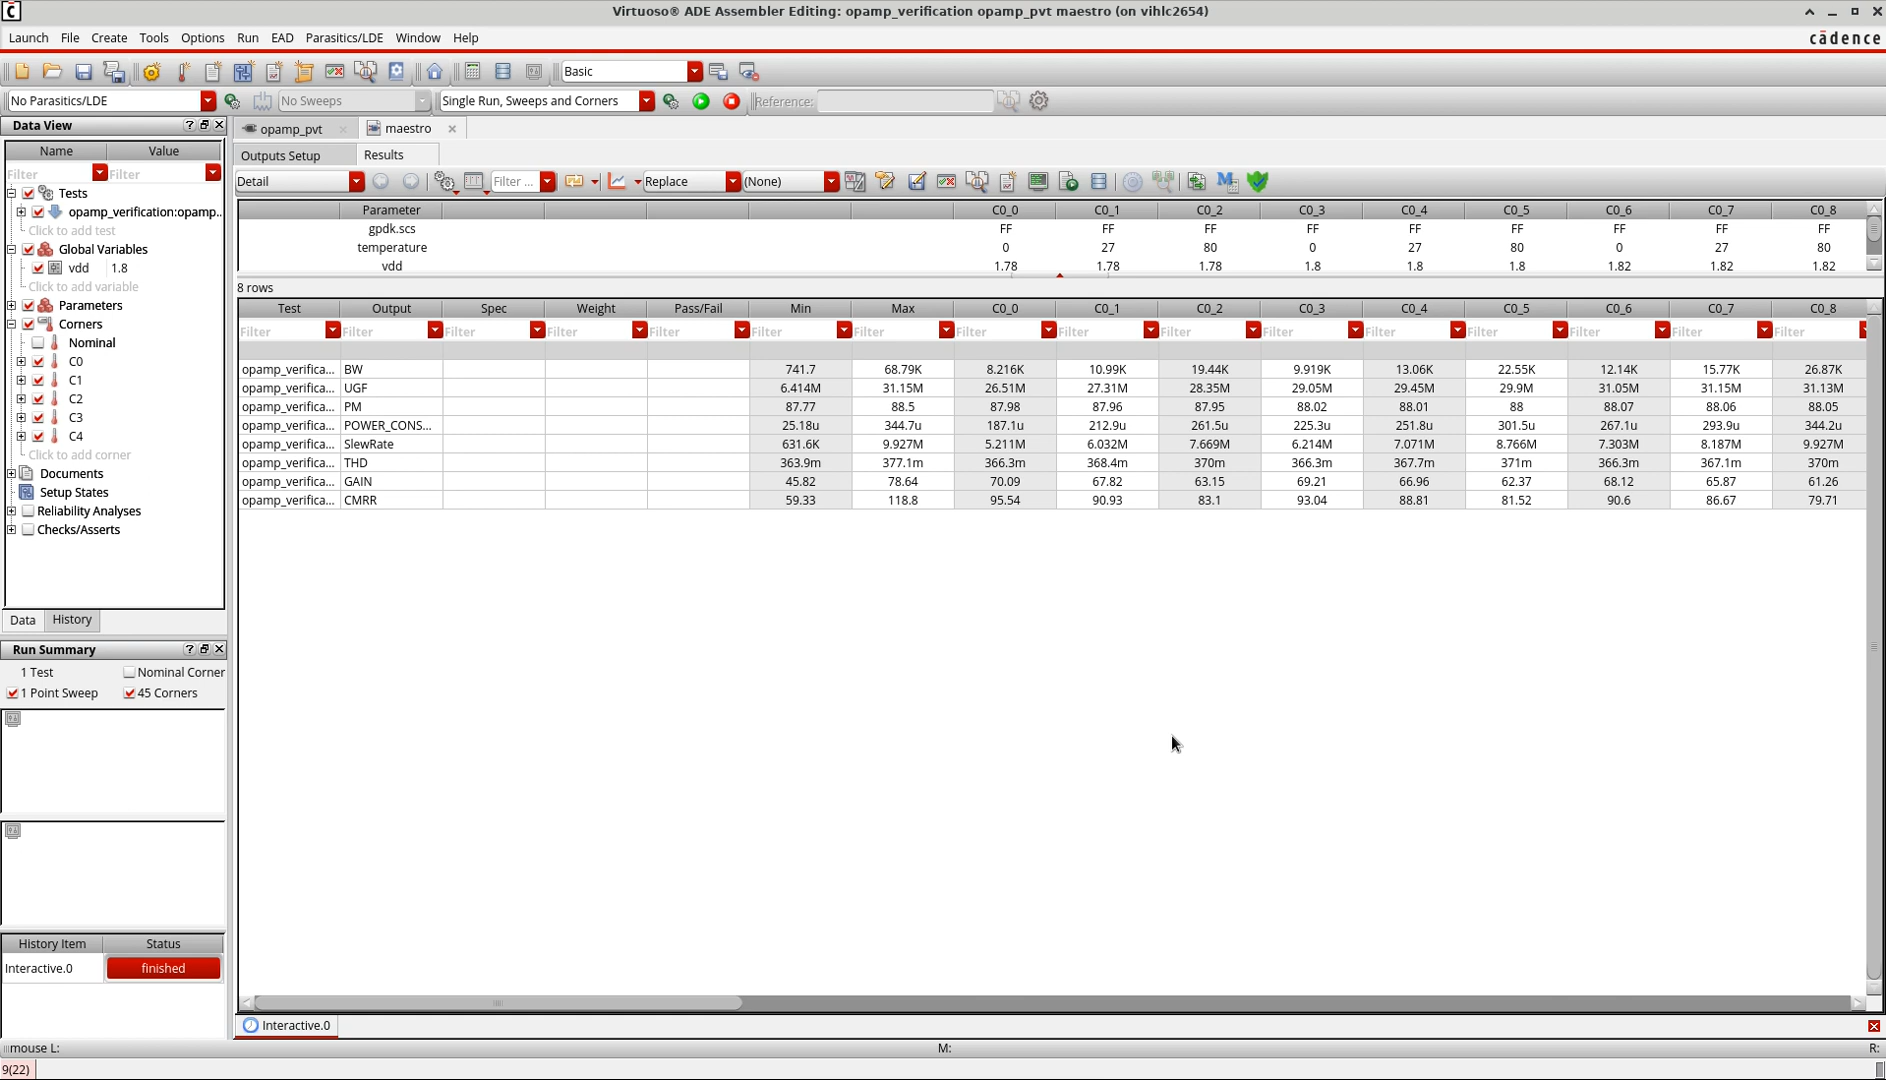 Virtuoso® ADE Assembler Editing: opamp_verification opamp_pvt maestro (on vihlc2654)
Launch File Create Tools Options Run EAD Parasitics/LDE Window Help
cādence
Basic
No Parasitics/LDE No Sweeps Single Run, Sweeps and Corners Reference:
Data View
opamp_pvt maestro
Name Value
Filter Filter
Tests
opamp_verification:opamp..
Click to add test
Global Variables
vdd 1.8
Click to add variable
Parameters
Corners
Nominal
C0
C1
C2
C3
C4
Click to add corner
Documents
Setup States
Reliability Analyses
Checks/Asserts
Data History
Run Summary
1 Test Nominal Corner
1 Point Sweep 45 Corners
History Item Status
Interactive.0 finished
Outputs Setup Results
Detail Filter ... Replace (None)
Parameter C0_0 C0_1 C0_2 C0_3 C0_4 C0_5 C0_6 C0_7 C0_8
gpdk.scs FF FF FF FF FF FF FF FF FF
temperature 0 27 80 0 27 80 0 27 80
vdd 1.78 1.78 1.78 1.8 1.8 1.8 1.82 1.82 1.82
8 rows
Test Output Spec Weight Pass/Fail Min Max C0_0 C0_1 C0_2 C0_3 C0_4 C0_5 C0_6 C0_7 C0_8
Filter Filter Filter Filter Filter Filter Filter Filter Filter Filter Filter Filter Filter Filter Filter Filter
opamp_verifica... BW 741.7 68.79K 8.216K 10.99K 19.44K 9.919K 13.06K 22.55K 12.14K 15.77K 26.87K
opamp_verifica... UGF 6.414M 31.15M 26.51M 27.31M 28.35M 29.05M 29.45M 29.9M 31.05M 31.15M 31.13M
opamp_verifica... PM 87.77 88.5 87.98 87.96 87.95 88.02 88.01 88 88.07 88.06 88.05
opamp_verifica... POWER_CONS... 25.18u 344.7u 187.1u 212.9u 261.5u 225.3u 251.8u 301.5u 267.1u 293.9u 344.2u
opamp_verifica... SlewRate 631.6K 9.927M 5.211M 6.032M 7.669M 6.214M 7.071M 8.766M 7.303M 8.187M 9.927M
opamp_verifica... THD 363.9m 377.1m 366.3m 368.4m 370m 366.3m 367.7m 371m 366.3m 367.1m 370m
opamp_verifica... GAIN 45.82 78.64 70.09 67.82 63.15 69.21 66.96 62.37 68.12 65.87 61.26
opamp_verifica... CMRR 59.33 118.8 95.54 90.93 83.1 93.04 88.81 81.52 90.6 86.67 79.71
Interactive.0
mouse L: M: R:
9(22)